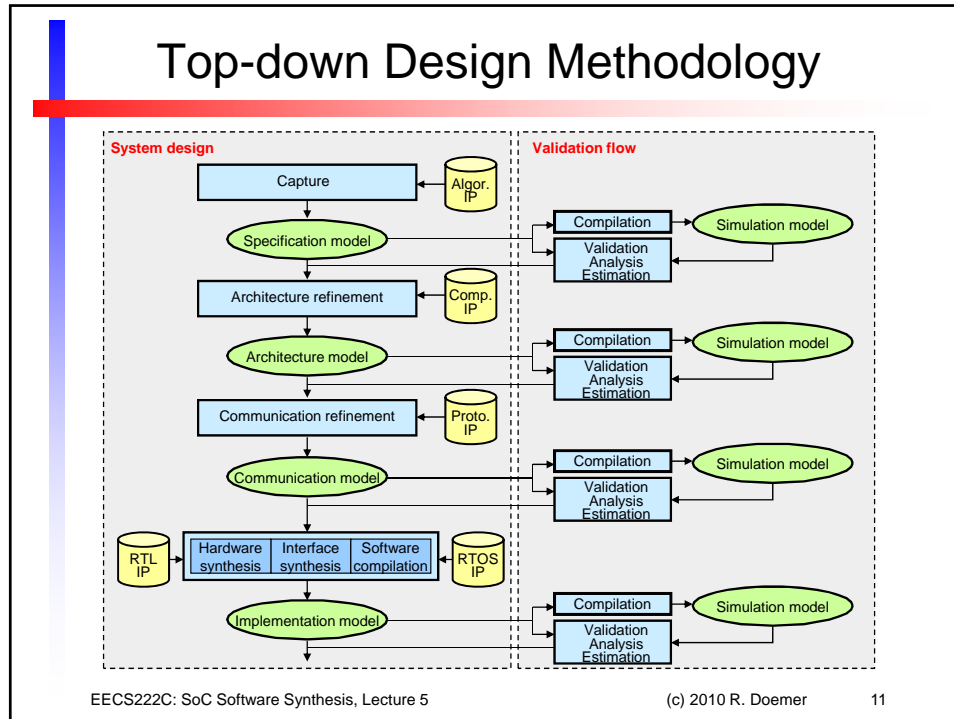 Top-down Design Methodology
System design
Capture
Algor.
IP
Specification model
Architecture refinement
Comp.
IP
Architecture model
Communication refinement
Proto.
IP
Communication model
RTL
IP
Hardware
synthesis
Interface
synthesis
Software
compilation
RTOS
IP
Implementation model
Validation flow
Compilation
Simulation model
Validation
Analysis
Estimation
Compilation
Simulation model
Validation
Analysis
Estimation
Compilation
Simulation model
Validation
Analysis
Estimation
Compilation
Simulation model
Validation
Analysis
Estimation
EECS222C: SoC Software Synthesis, Lecture 5
(c) 2010 R. Doemer
11